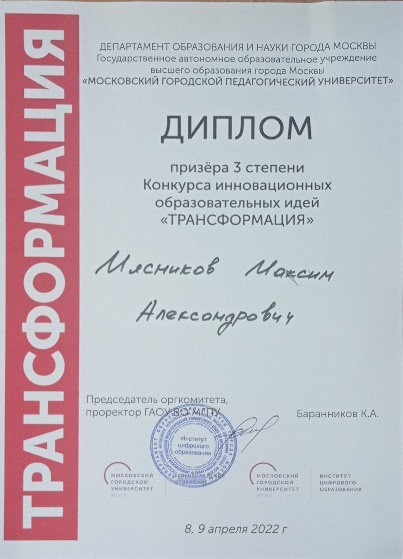 ТРАНСФОРМАЦИЯ
ДЕПАРТАМЕНТ ОБРАЗОВАНИЯ И НАУКИ ГОРОДА МОСКВЫ
Государственное автономное образовательное учреждение
высшего образования города Москвы
«МОСКОВСКИЙ ГОРОДСКОЙ ПЕДАГОГИЧЕСКИЙ УНИВЕРСИТЕТ»
ДИПЛОМ
призёра 3 степени
Конкурса инновационных
образовательных идей
«ТРАНСФОРМАЦИЯ»
Мясников Максим
Александрович
Председатель оргкомитета,
проректор ГАОУ ВО МГПУ
Баранников К.А.
Институт
цифрового
образования
МОСКОВСКИЙ
ГОРОДСКОЙ
УНИВЕРСИТЕТ
МОСКОВСКИЙ
ГОРОДСКОЙ
УНИВЕРСИТЕТ
ИНСТИТУТ
ЦИФРОВОГО
ОБРАЗОВАНИЯ
8, 9 апреля 2022 г